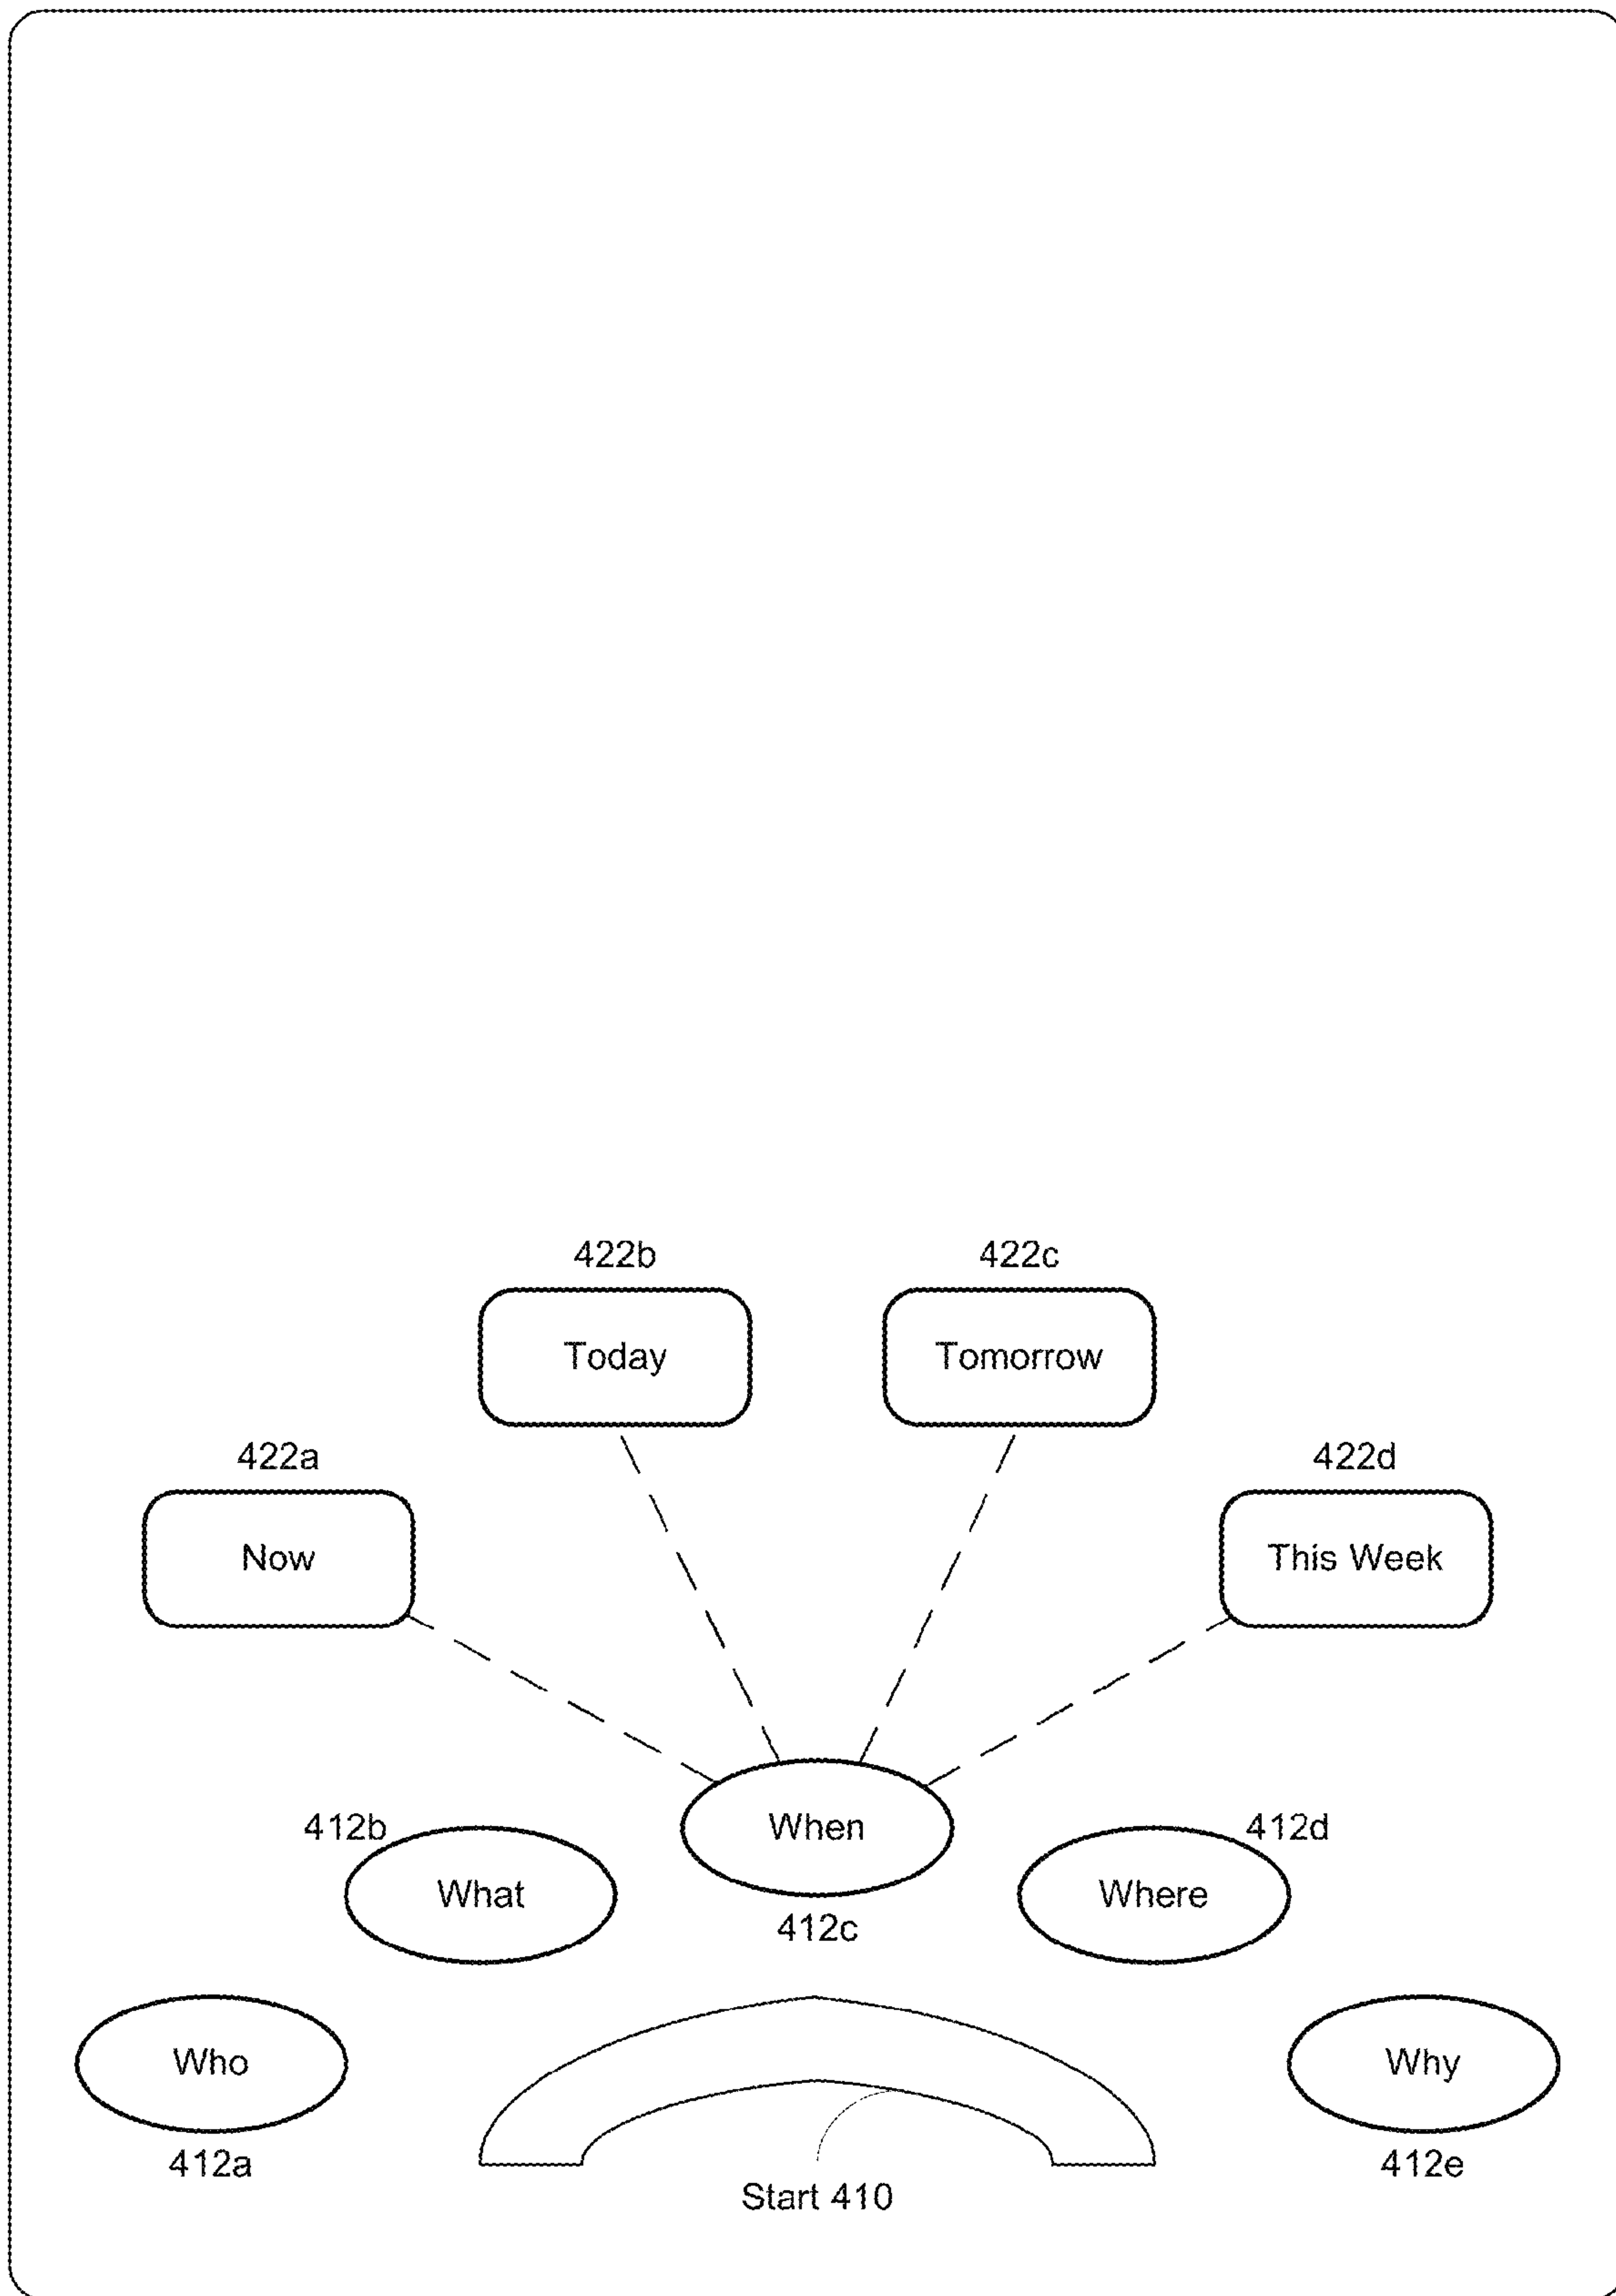 422b
422c
Today
Tomorrow
422a
422d
Now
This Week
412b
When
412d
What
Where
412c
Who
Why
412a
412e
Start 410